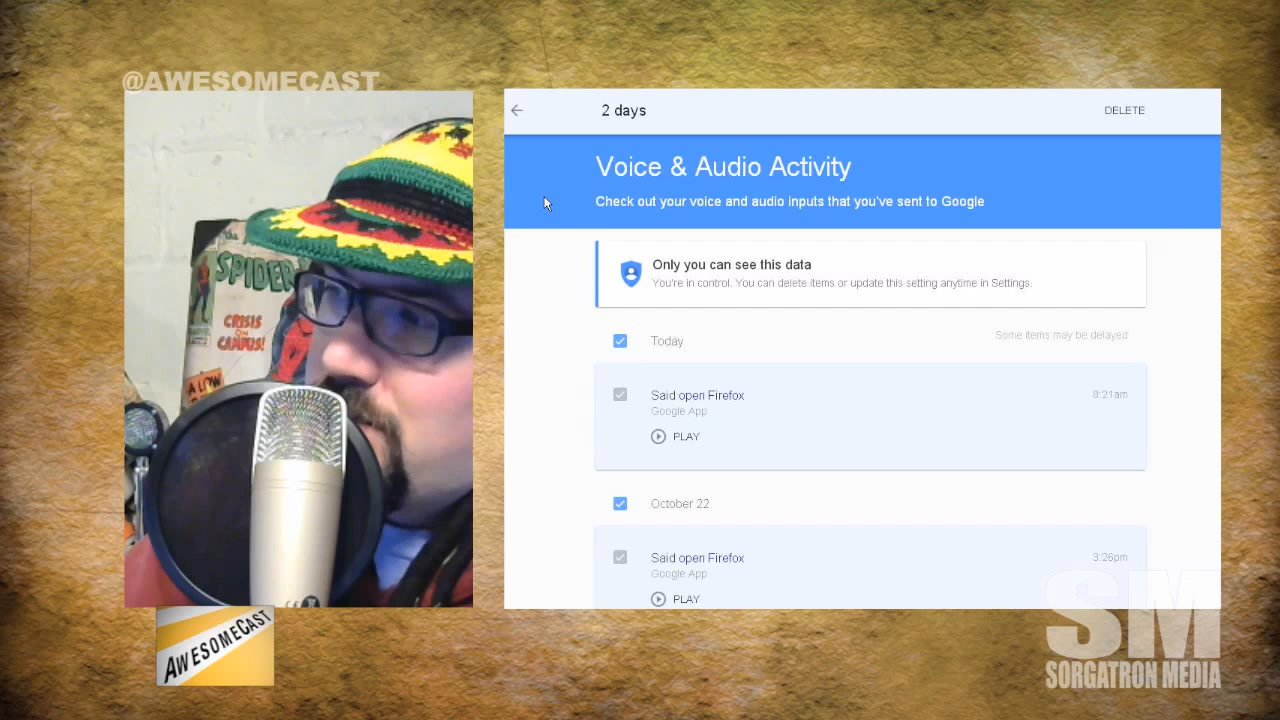 @AWESOMECAST
2 days
DELETE
Voice & Audio Activity
Check out your voice and audio inputs that you've sent to Google
Only you can see this data
You're in control. You can delete items or update this setting anytime in Settings.
Today
Some items may be delayed
Said open Firefox
8:21am
Google App
PLAY
October 22
Said open Firefox
3:26pm
Google App
PLAY
the
SPIDER
CRISIS
ON
CAMPUS!
A LOW
AWESOMECAST
SM
SORGATRON MEDIA